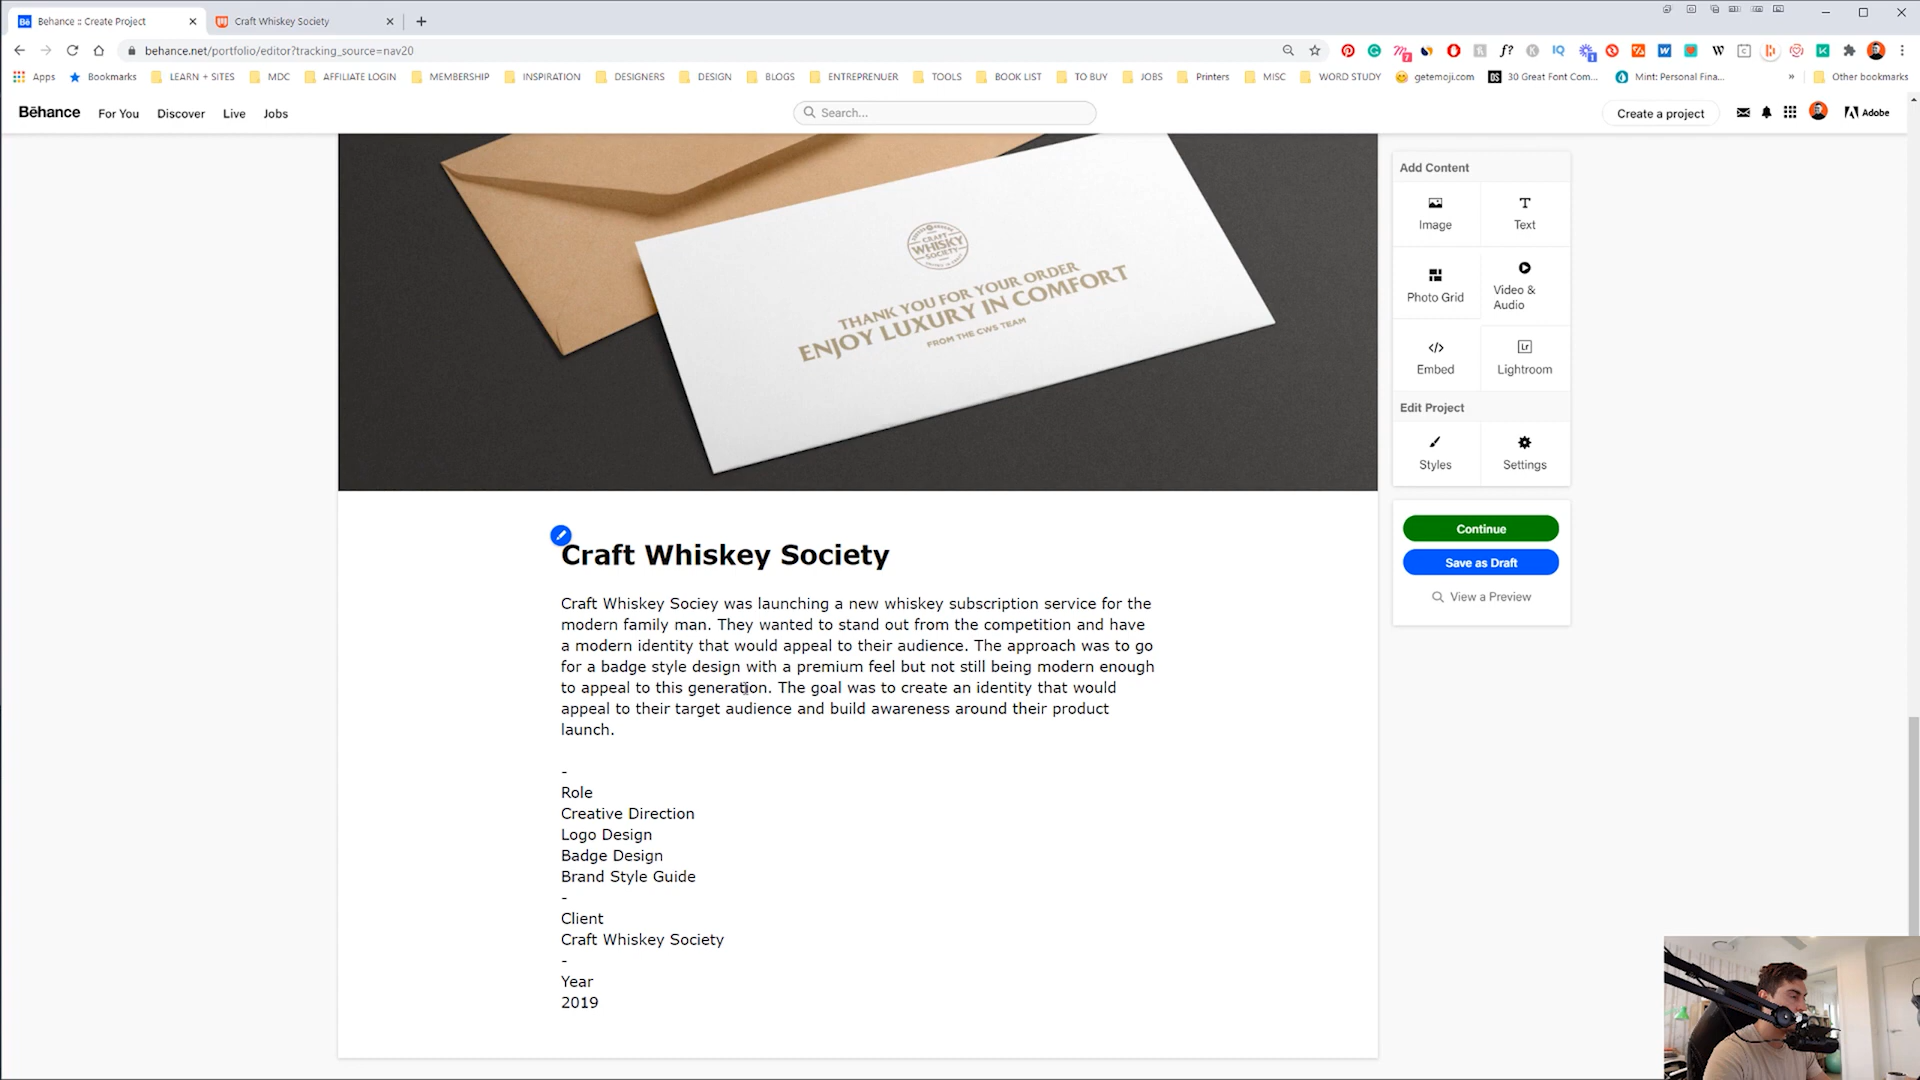 Behance :: Create Project
Craft Whiskey Society
behance.net/portfolio/editor?tracking_source=nav20
Apps Bookmarks LEARN + SITES MDC AFFILIATE LOGIN MEMBERSHIP INSPIRATION DESIGNERS DESIGN BLOGS ENTREPRENUER TOOLS BOOK LIST TO BUY JOBS Printers MISC WORD STUDY getemoji.com 30 Great Font Com... Mint: Personal Fina... » Other bookmarks
Bēhance For You Discover Live Jobs Search... Create a project Adobe
CRAFT
WHISKY
SOCIETY
THANK YOU FOR YOUR ORDER
ENJOY LUXURY IN COMFORT
FROM THE CWS TEAM
Add Content
Image Text
Photo Grid Video & Audio
Embed Lightroom
Edit Project
Styles Settings
Continue
Save as Draft
View a Preview
Craft Whiskey Society
Craft Whiskey Sociey was launching a new whiskey subscription service for the
modern family man. They wanted to stand out from the competition and have
a modern identity that would appeal to their audience. The approach was to go
for a badge style design with a premium feel but not still being modern enough
to appeal to this generation. The goal was to create an identity that would
appeal to their target audience and build awareness around their product
launch.
-
Role
Creative Direction
Logo Design
Badge Design
Brand Style Guide
-
Client
Craft Whiskey Society
-
Year
2019